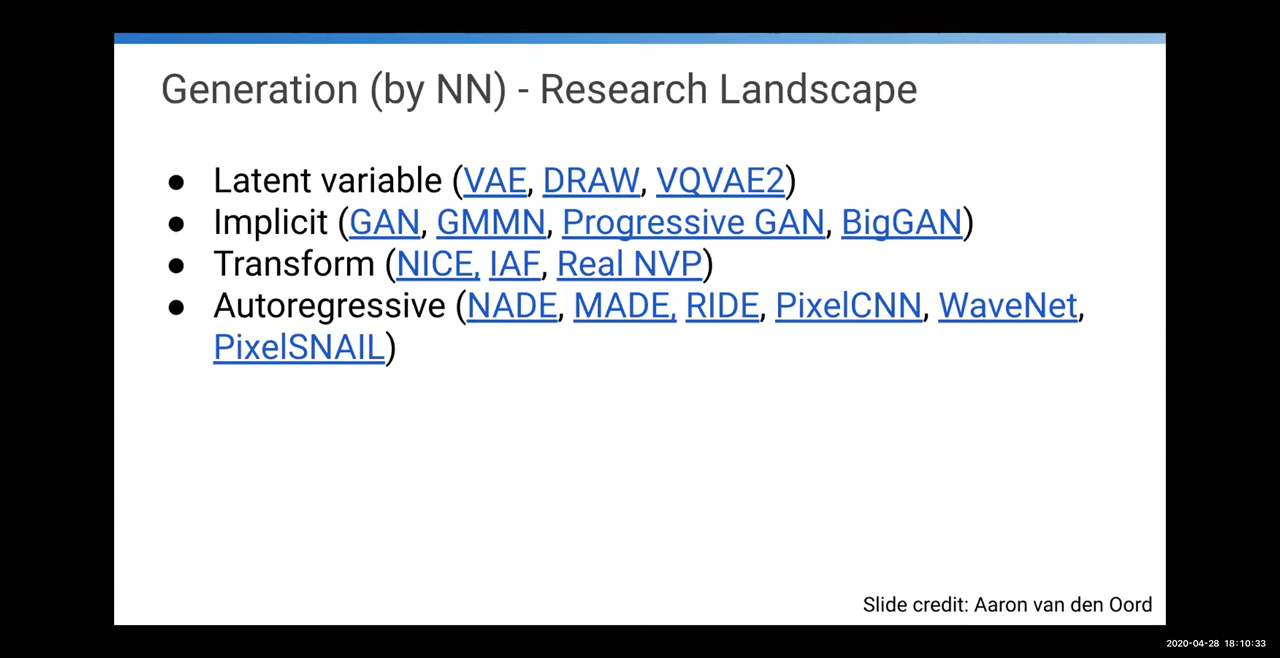 Generation (by NN) - Research Landscape
● Latent variable (VAE, DRAW, VQVAE2)
● Implicit (GAN, GMMN, Progressive GAN, BigGAN)
● Transform (NICE, IAF, Real NVP)
● Autoregressive (NADE, MADE, RIDE, PixelCNN, WaveNet,
PixelSNAIL)
Slide credit: Aaron van den Oord
2020-04-28 18:10:33